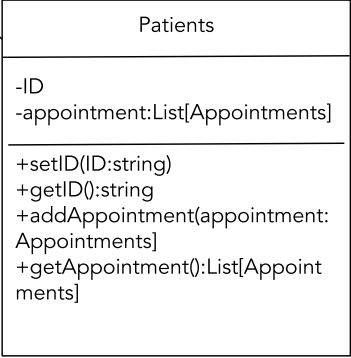 Patients
-ID
-appointment:List[Appointments]
+setID(ID:string)
+getID():string
+addAppointment(appointment:
Appointments]
+getAppointment():List[Appoint
ments]